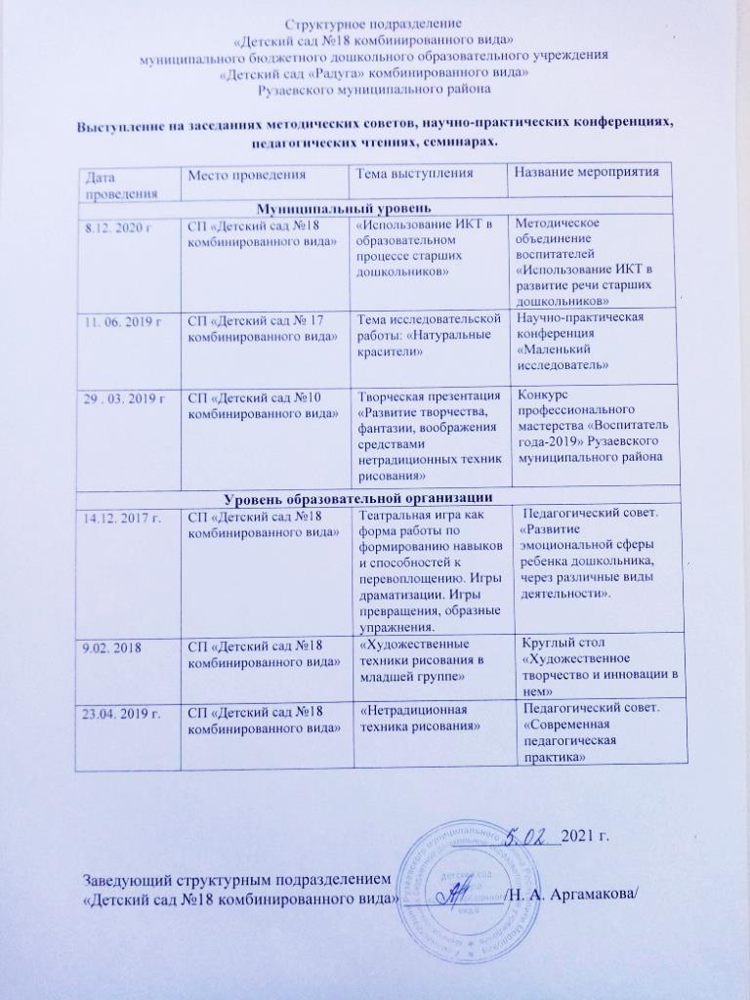 Структурное подразделение
«Детский сад №18 комбинированного вида»
муниципального бюджетного дошкольного образовательного учреждения
«Детский сад «Радуга» комбинированного вида»
Рузаевского муниципального района
Выступление на заседаниях методических советов, научно-практических конференциях,
педагогических чтениях, семинарах.
Дата
проведения
Место проведения
Тема выступления
Название мероприятия
Муниципальный уровень
8.12. 2020 г
СП «Детский сад №18
комбинированного вида»
«Использование ИКТ в
образовательном
процессе старших
дошкольников»
Методическое
объединение
воспитателей
«Использование ИКТ в
развитие речи старших
дошкольников»
11. 06. 2019 г
СП «Детский сад № 17
комбинированного вида»
Тема исследовательской
работы: «Натуральные
красители»
Научно-практическая
конференция
«Маленький
исследователь»
29 . 03. 2019 г
СП «Детский сад №10
комбинированного вида»
Творческая презентация
«Развитие творчества,
фантазии, воображения
средствами
нетрадиционных техник
рисования»
Конкурс
профессионального
мастерства «Воспитатель
года-2019» Рузаевского
муниципального района
Уровень образовательной организации
14.12. 2017 г.
СП «Детский сад №18
комбинированного вида»
Театральная игра как
форма работы по
формированию навыков
и способностей к
перевоплощению. Игры
драматизации. Игры
превращения, образные
упражнения.
Педагогический совет.
«Развитие
эмоциональной сферы
ребенка дошкольника,
через различные виды
деятельности».
9.02. 2018
СП «Детский сад №18
комбинированного вида»
«Художественные
техники рисования в
младшей группе»
Круглый стол
«Художественное
творчество и инновации в
нем»
23.04. 2019 г.
СП «Детский сад №18
комбинированного вида»
«Нетрадиционная
техника рисования»
Педагогический совет.
«Современная
педагогическая
практика»
5.02 2021 г.
Заведующий структурным подразделением
«Детский сад №18 комбинированного вида» /Н. А. Аргамакова/
детский сад
вида